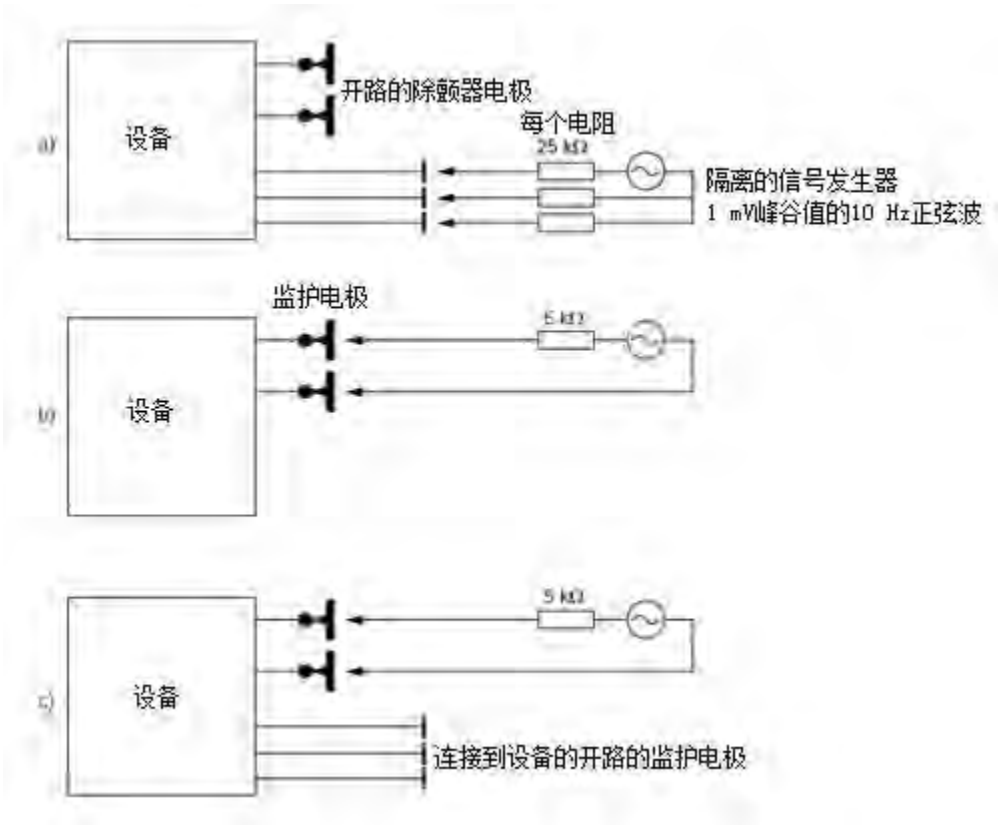 a)
设备
开路的除颤器电极
每个电阻
25 kΩ
隔离的信号发生器
1 mV峰谷值的10 Hz正弦波
b)
设备
监护电极
5 kΩ
c)
设备
5 kΩ
连接到设备的开路的监护电极